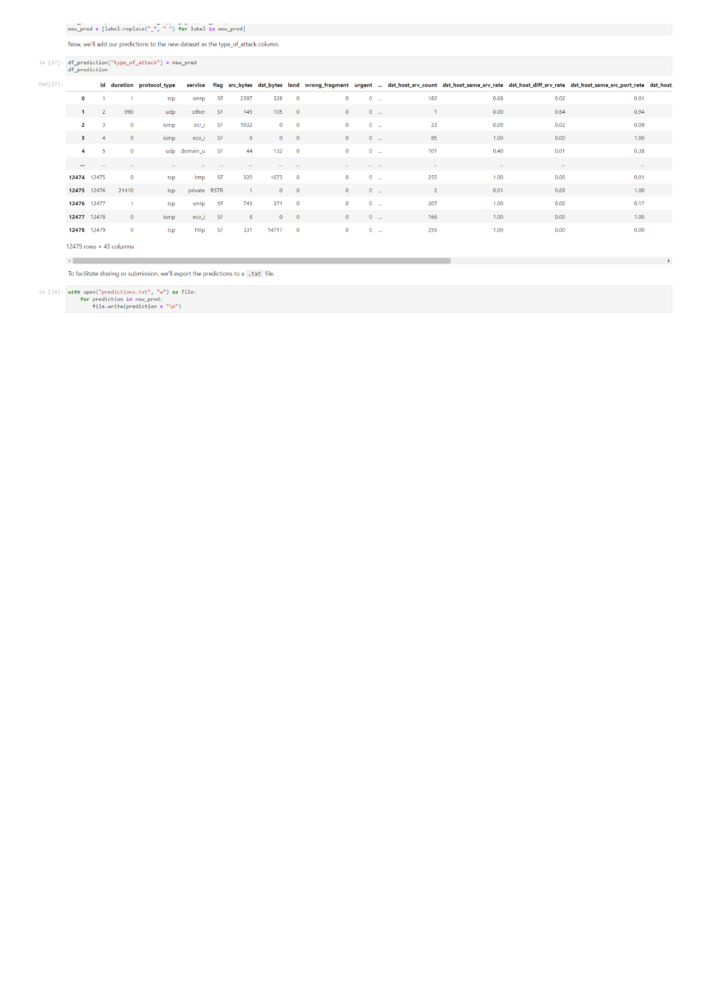 new_pred = [label.replace("_", " ") for label in new_pred]
Now, we'll add our predictions to the new dataset as the type_of_attack column.
In [27]: df_prediction["type_of_attack"] = new_pred
df_prediction
Out[27]:
id duration protocol_type service flag src_bytes dst_bytes land wrong_fragment urgent ... dst_host_srv_count dst_host_same_srv_rate dst_host_diff_srv_rate dst_host_same_src_port_rate dst_host_
0 1 1 tcp smtp SF 2397 328 0 0 0 ... 182 0.68 0.02 0.01
1 2 990 udp other SF 145 105 0 0 0 ... 1 0.00 0.64 0.94
2 3 0 icmp ecr_i SF 1032 0 0 0 0 ... 23 0.09 0.02 0.09
3 4 0 icmp eco_i SF 8 0 0 0 0 ... 85 1.00 0.00 1.00
4 5 0 udp domain_u SF 44 132 0 0 0 ... 101 0.40 0.01 0.38
... ... ... ... ... ... ... ... ... ... ... ... ... ... ... ...
12474 12475 0 tcp http SF 320 1673 0 0 0 ... 255 1.00 0.00 0.01
12475 12476 21410 tcp private RSTR 1 0 0 0 0 ... 2 0.01 0.69 1.00
12476 12477 1 tcp smtp SF 743 371 0 0 0 ... 207 1.00 0.00 0.17
12477 12478 0 icmp eco_i SF 8 0 0 0 0 ... 168 1.00 0.00 1.00
12478 12479 0 tcp http SF 331 14717 0 0 0 ... 255 1.00 0.00 0.00
12479 rows × 43 columns
To facilitate sharing or submission, we'll export the predictions to a .txt file.
In [28]: with open("predictions.txt", "w") as file:
for prediction in new_pred:
file.write(prediction + "\n")